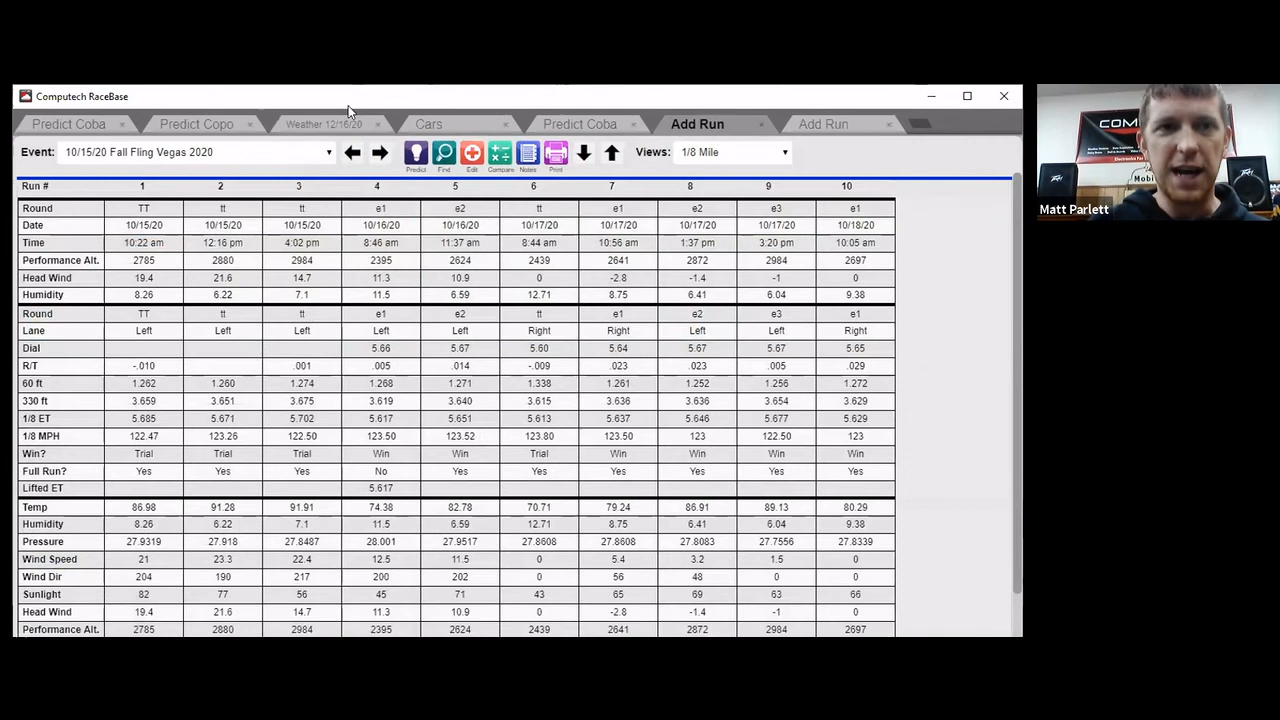 Computech RaceBase
Predict Coba × Predict Copo × Weather 12/16/20 × Cars × Predict Coba × Add Run × Add Run ×
Event: 10/15/20 Fall Fling Vegas 2020 Predict Find Edit Compare Notes Print Views: 1/8 Mile
Run # 1 2 3 4 5 6 7 8 9 10
Round TT tt tt e1 e2 tt e1 e2 e3 e1
Date 10/15/20 10/15/20 10/15/20 10/16/20 10/16/20 10/17/20 10/17/20 10/17/20 10/17/20 10/18/20
Time 10:22 am 12:16 pm 4:02 pm 8:46 am 11:37 am 8:44 am 10:56 am 1:37 pm 3:20 pm 10:05 am
Performance Alt. 2785 2880 2984 2395 2624 2439 2641 2872 2984 2697
Head Wind 19.4 21.6 14.7 11.3 10.9 0 -2.8 -1.4 -1 0
Humidity 8.26 6.22 7.1 11.5 6.59 12.71 8.75 6.41 6.04 9.38
Round TT tt tt e1 e2 tt e1 e2 e3 e1
Lane Left Left Left Left Left Right Right Left Left Right
Dial 5.66 5.67 5.60 5.64 5.67 5.67 5.65
R/T -.010 .001 .005 .014 -.009 .023 .023 .005 .029
60 ft 1.262 1.260 1.274 1.268 1.271 1.338 1.261 1.252 1.256 1.272
330 ft 3.659 3.651 3.675 3.619 3.640 3.615 3.636 3.636 3.654 3.629
1/8 ET 5.685 5.671 5.702 5.617 5.651 5.613 5.637 5.646 5.677 5.629
1/8 MPH 122.47 123.26 122.50 123.50 123.52 123.80 123.50 123 122.50 123
Win? Trial Trial Trial Win Win Trial Win Win Win Win
Full Run? Yes Yes Yes No Yes Yes Yes Yes Yes Yes
Lifted ET 5.617
Temp 86.98 91.28 91.91 74.38 82.78 70.71 79.24 86.91 89.13 80.29
Humidity 8.26 6.22 7.1 11.5 6.59 12.71 8.75 6.41 6.04 9.38
Pressure 27.9319 27.918 27.8487 28.001 27.9517 27.8608 27.8608 27.8083 27.7556 27.8339
Wind Speed 21 23.3 22.4 12.5 11.5 0 5.4 3.2 1.5 0
Wind Dir 204 190 217 200 202 0 56 48 0 0
Sunlight 82 77 56 45 71 43 65 69 63 66
Head Wind 19.4 21.6 14.7 11.3 10.9 0 -2.8 -1.4 -1 0
Performance Alt. 2785 2880 2984 2395 2624 2439 2641 2872 2984 2697
COM
Matt Parlett